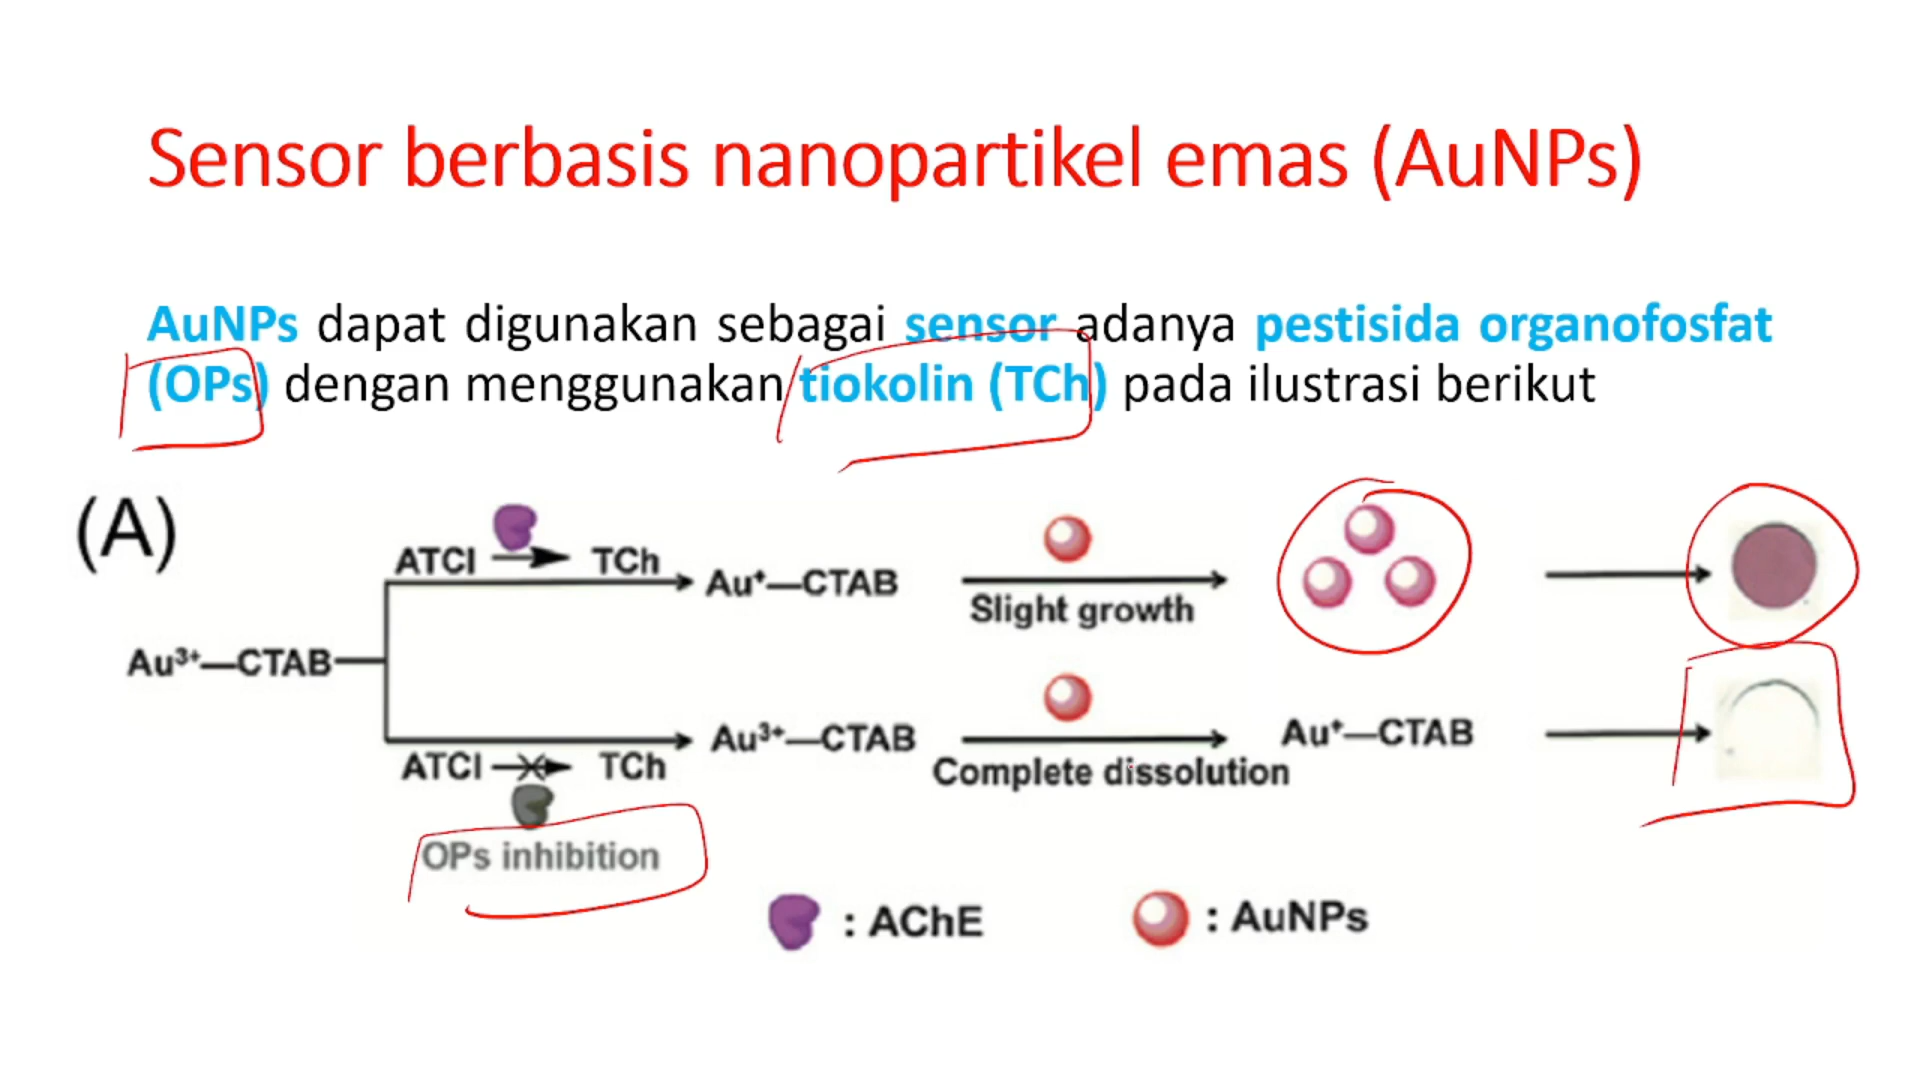 Sensor berbasis nanopartikel emas (AuNPs)
AuNPs dapat digunakan sebagai sensor adanya pestisida organofosfat
(OPs) dengan menggunakan tiokolin (TCh) pada ilustrasi berikut
(A)
ATCI TCh
Au⁺—CTAB
Slight growth
Au³⁺—CTAB
ATCI TCh
Au³⁺—CTAB
Complete dissolution
Au⁺—CTAB
OPs inhibition
: AChE
: AuNPs